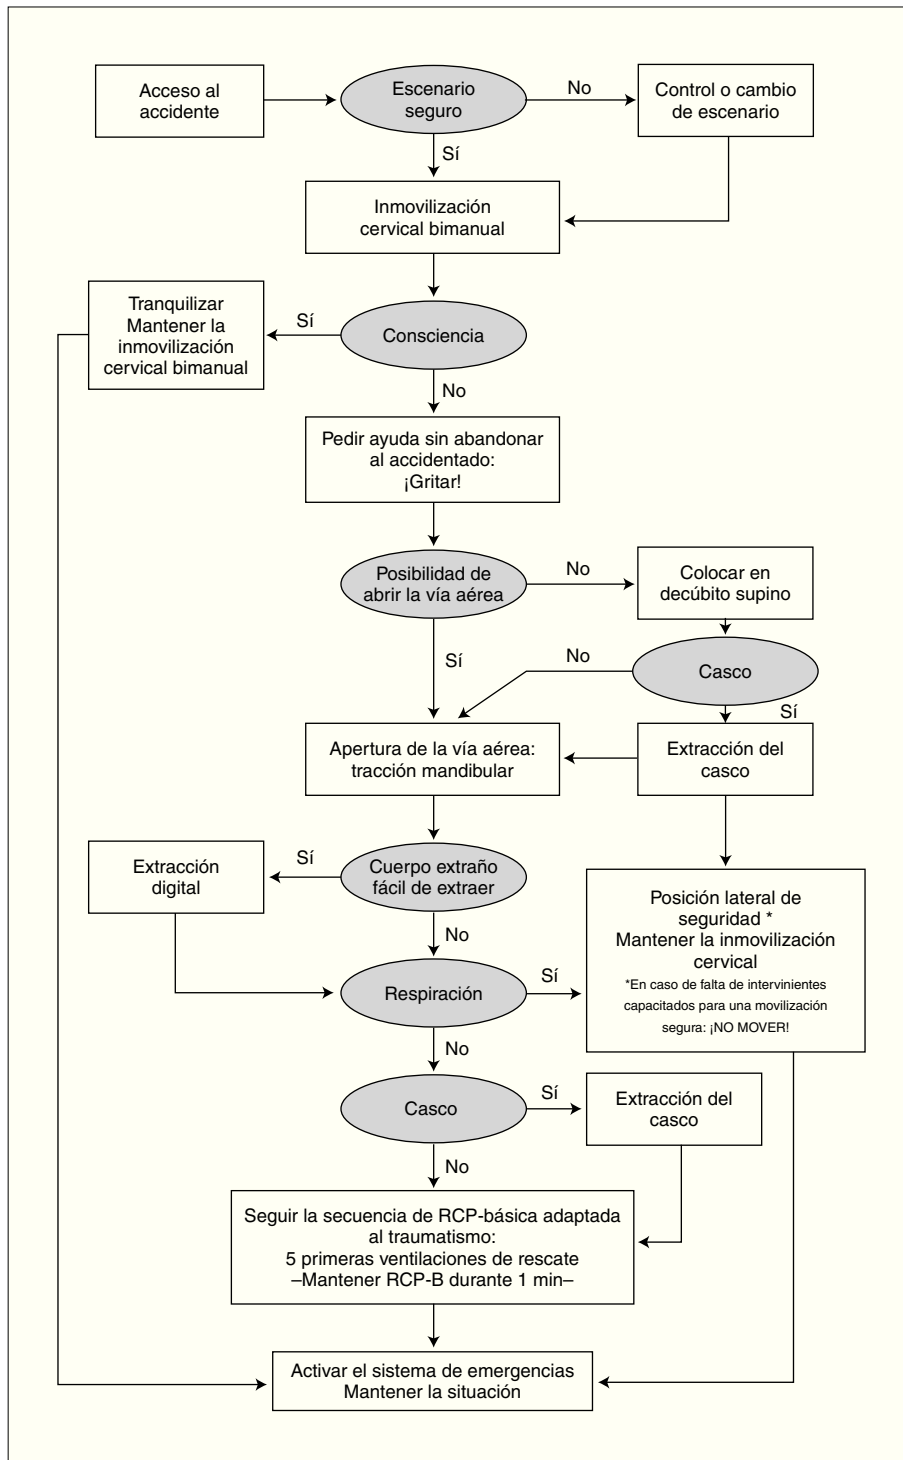 Acceso al
accidente
Escenario
seguro
No
Control o cambio
de escenario
Sí
Inmovilización
cervical bimanual
Tranquilizar
Mantener la
inmovilización
cervical bimanual
Sí
Consciencia
No
Pedir ayuda sin abandonar
al accidentado:
¡Gritar!
Posibilidad de
abrir la vía aérea
No
Colocar en
decúbito supino
Sí
No
Casco
Sí
Apertura de la vía aérea:
tracción mandibular
Extracción del
casco
Extracción
digital
Sí
Cuerpo extraño
fácil de extraer
No
Posición lateral de
seguridad *
Mantener la inmovilización
cervical
*En caso de falta de intervinientes
capacitados para una movilización
segura: ¡NO MOVER!
Respiración
Sí
No
Casco
Sí
Extracción del
casco
No
Seguir la secuencia de RCP-básica adaptada
al traumatismo:
5 primeras ventilaciones de rescate
–Mantener RCP-B durante 1 min–
Activar el sistema de emergencias
Mantener la situación